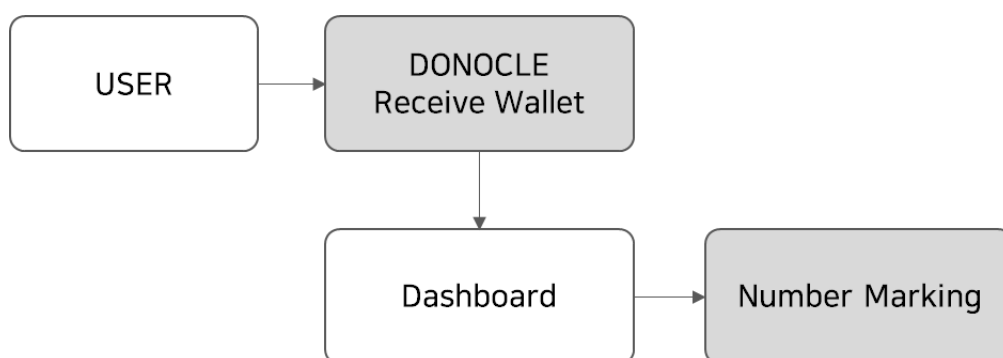 USER
DONOCLE
Receive Wallet
Dashboard
Number Marking